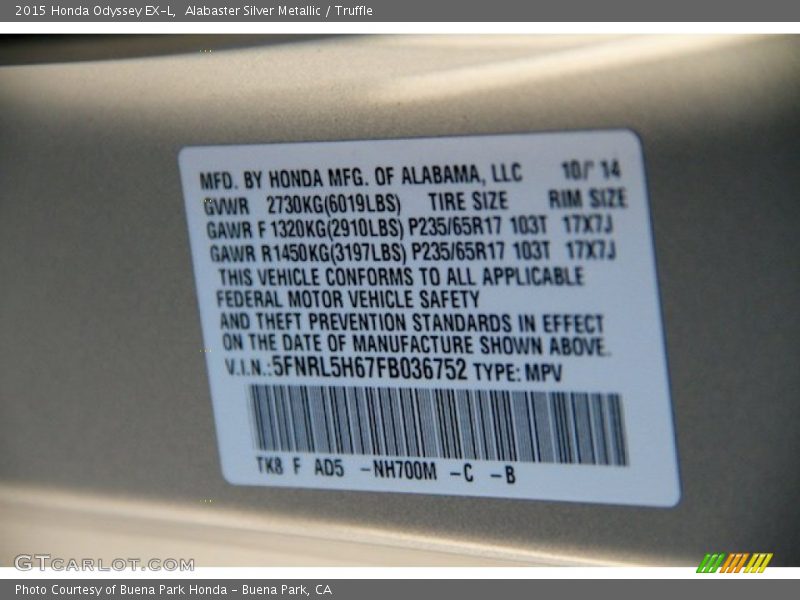 2015 Honda Odyssey EX-L, Alabaster Silver Metallic / Truffle
MFD. BY HONDA MFG. OF ALABAMA, LLC 10/' 14
GVWR 2730KG(6019LBS) TIRE SIZE RIM SIZE
GAWR F 1320KG(2910LBS) P235/65R17 103T 17X7J
GAWR R1450KG(3197LBS) P235/65R17 103T 17X7J
THIS VEHICLE CONFORMS TO ALL APPLICABLE
FEDERAL MOTOR VEHICLE SAFETY
AND THEFT PREVENTION STANDARDS IN EFFECT
ON THE DATE OF MANUFACTURE SHOWN ABOVE.
V.I.N.:5FNRL5H67FB036752 TYPE: MPV
TK8 F AD5 -NH700M -C -B
GTCARLOT.COM
Photo Courtesy of Buena Park Honda - Buena Park, CA